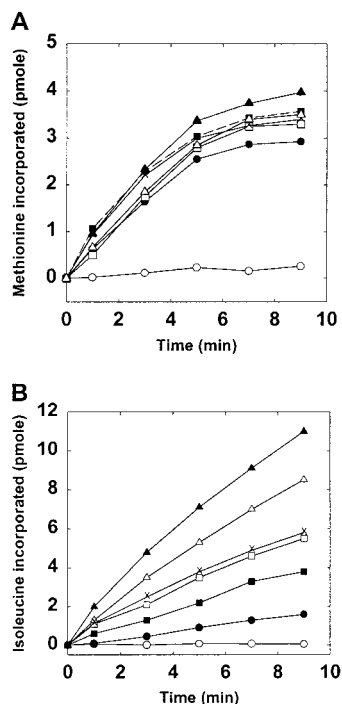 A
Methionine incorporated (pmole)
5
4
3
2
1
0
0 2 4 6 8 10
Time (min)
B
Isoleucine incorporated (pmole)
12
10
8
6
4
2
0
0 2 4 6 8 10
Time (min)